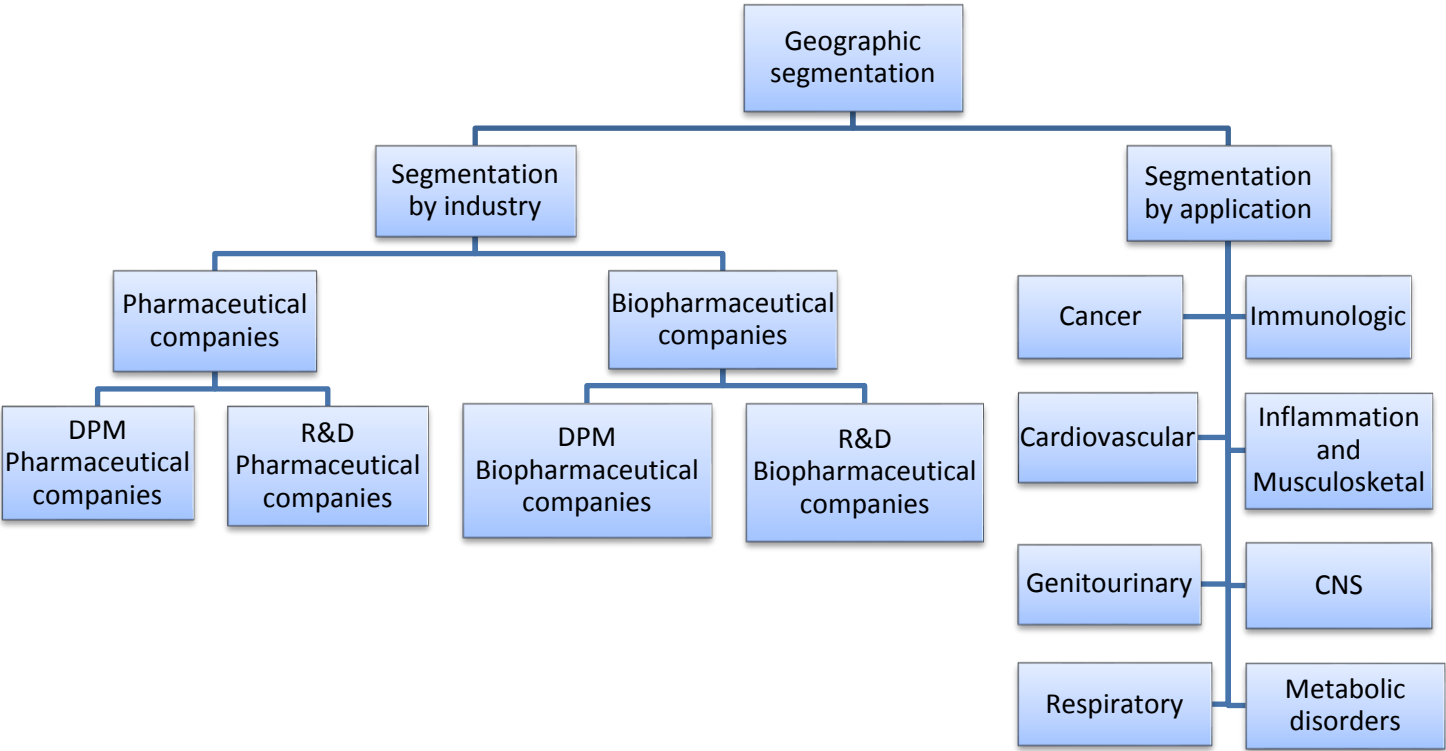 Geographic
segmentation
Segmentation
by industry
Segmentation
by application
Pharmaceutical
companies
Biopharmaceutical
companies
DPM
Pharmaceutical
companies
R&D
Pharmaceutical
companies
DPM
Biopharmaceutical
companies
R&D
Biopharmaceutical
companies
Cancer
Immunologic
Cardiovascular
Inflammation
and
Musculosketal
Genitourinary
CNS
Respiratory
Metabolic
disorders